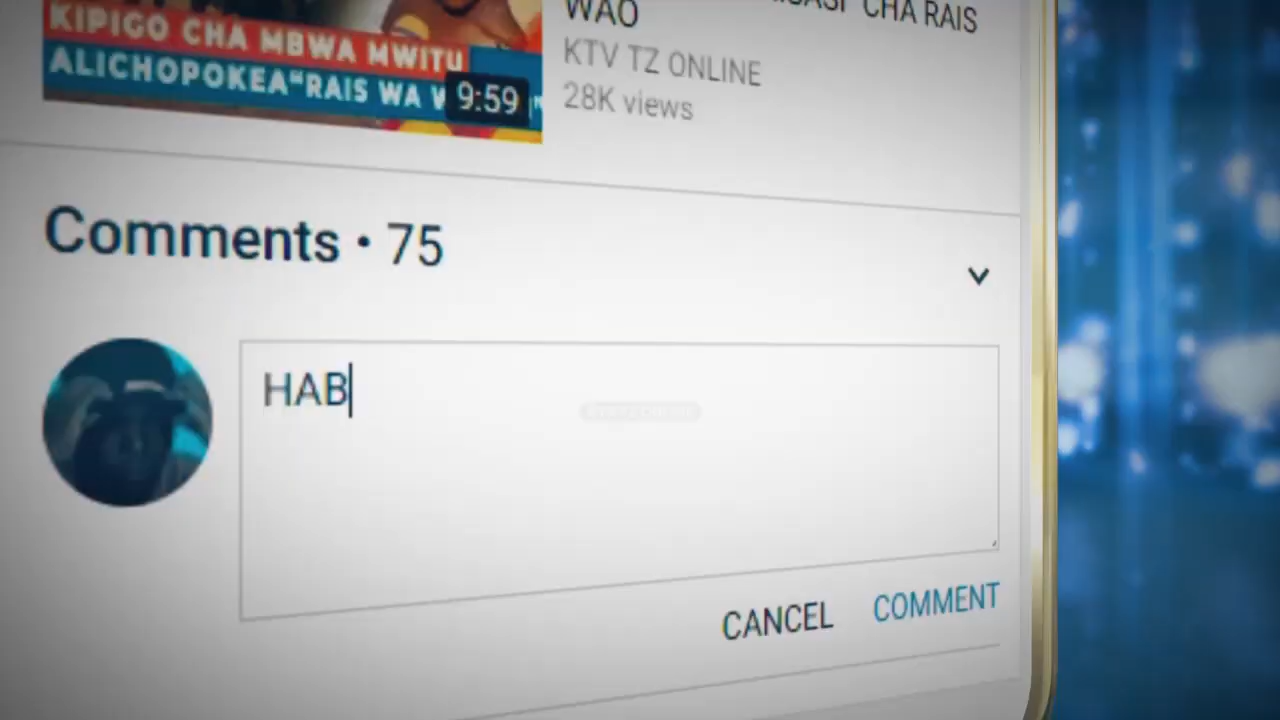 CHA RAIS
WAO
KTV TZ ONLINE
28K views
KIPIGO CHA MBWA MWITU
ALICHOPOKEA "RAIS WA
9:59
Comments • 75
HAB
CANCEL
COMMENT